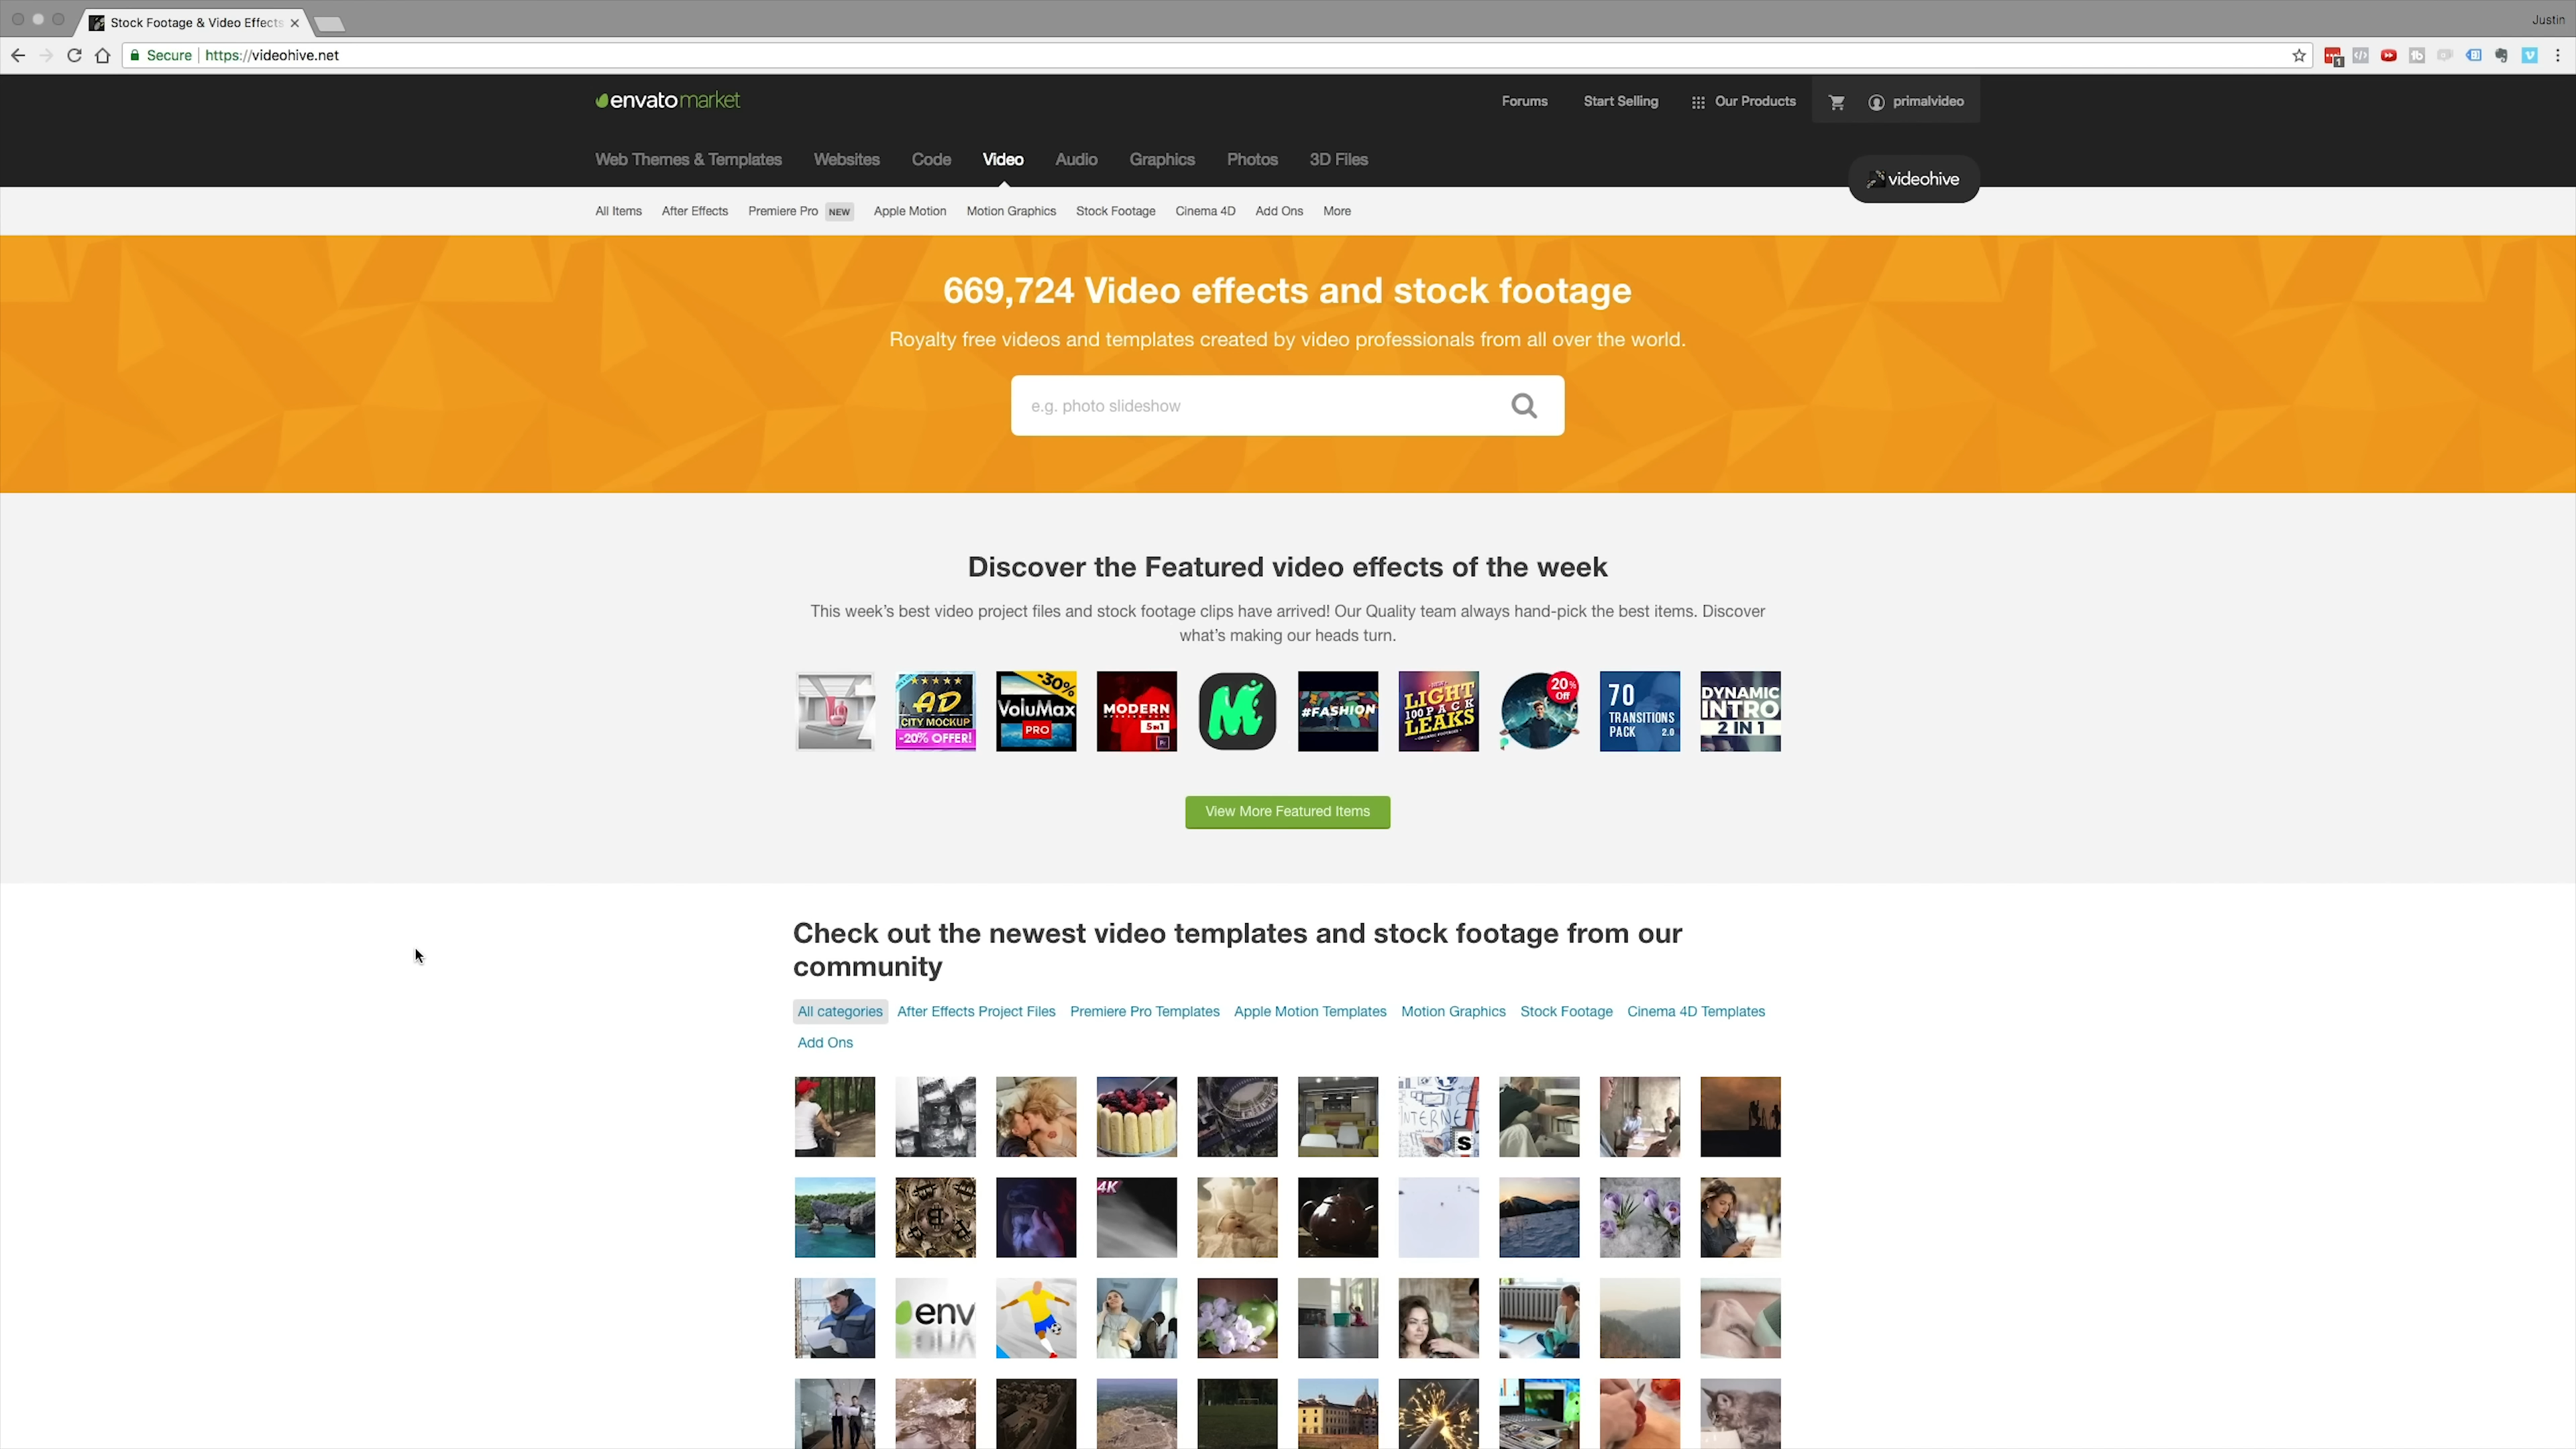 Stock Footage & Video Effects
Justin
Secure https://videohive.net
envatomarket
Forums Start Selling Our Products primalvideo
Web Themes & Templates Websites Code Video Audio Graphics Photos 3D Files
videohive
All Items After Effects Premiere Pro NEW Apple Motion Motion Graphics Stock Footage Cinema 4D Add Ons More
669,724 Video effects and stock footage
Royalty free videos and templates created by video professionals from all over the world.
e.g. photo slideshow
Discover the Featured video effects of the week
This week's best video project files and stock footage clips have arrived! Our Quality team always hand-pick the best items. Discover
what's making our heads turn.
AD
CITY MOCKUP
-20% OFFER!
-30%
VoluMax
PRO
MODERN
5in1
#FASHION
LIGHT
100 PACK
LEAKS
20%
Off
70
TRANSITIONS
PACK 2.0
DYNAMIC
INTRO
2 IN 1
View More Featured Items
Check out the newest video templates and stock footage from our
community
All categories After Effects Project Files Premiere Pro Templates Apple Motion Templates Motion Graphics Stock Footage Cinema 4D Templates
Add Ons
INTERNE
S
4K
env